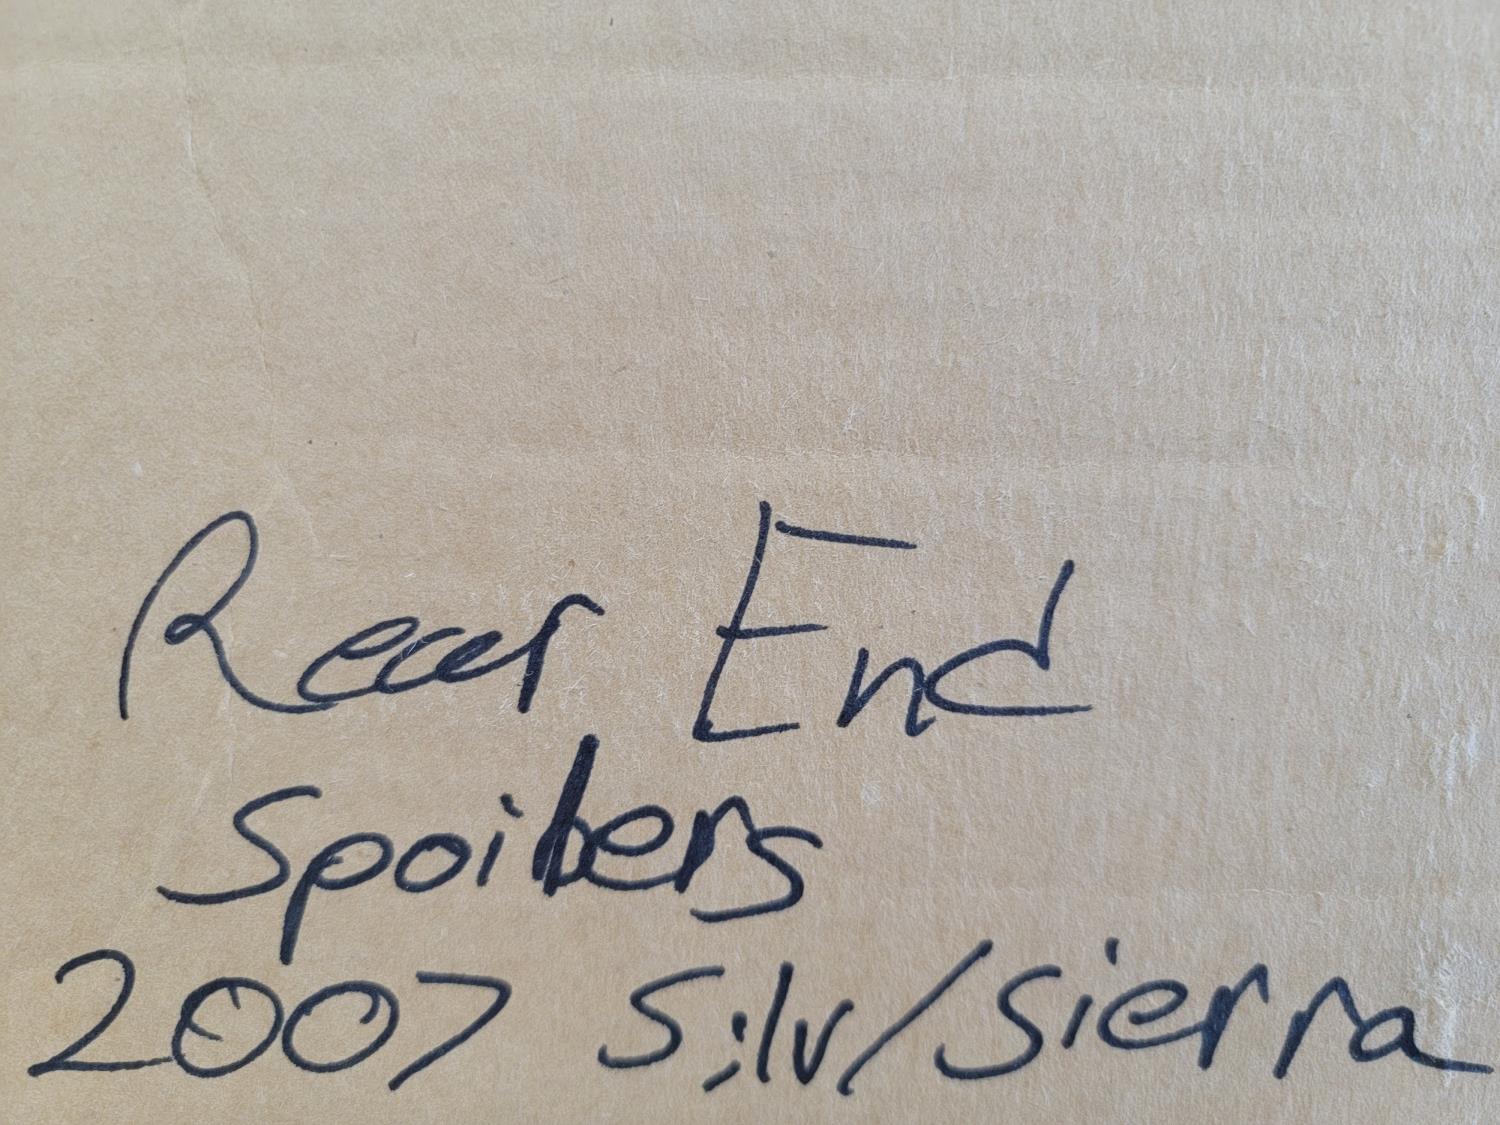 Rear End
Spoilers
2007 Silv/Sierra